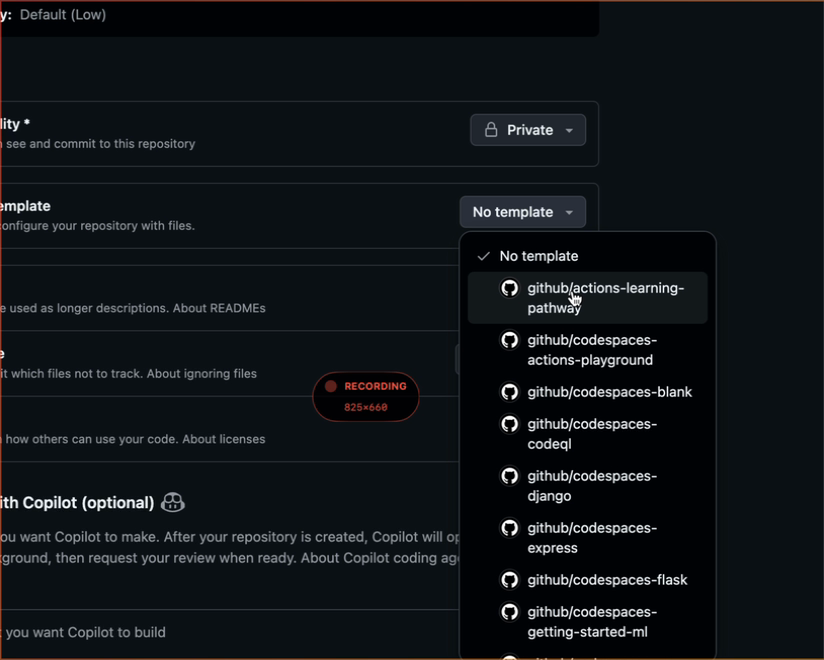 y: Default (Low)
lity *
see and commit to this repository
Private
emplate
configure your repository with files.
No template
No template
github/actions-learning-
pathway
github/codespaces-
actions-playground
github/codespaces-blank
github/codespaces-
codeql
github/codespaces-
django
github/codespaces-
express
github/codespaces-flask
github/codespaces-
getting-started-ml
e used as longer descriptions. About READMEs
e
it which files not to track. About ignoring files
RECORDING
825×660
how others can use your code. About licenses
ith Copilot (optional)
ou want Copilot to make. After your repository is created, Copilot will op
kground, then request your review when ready. About Copilot coding ag
you want Copilot to build